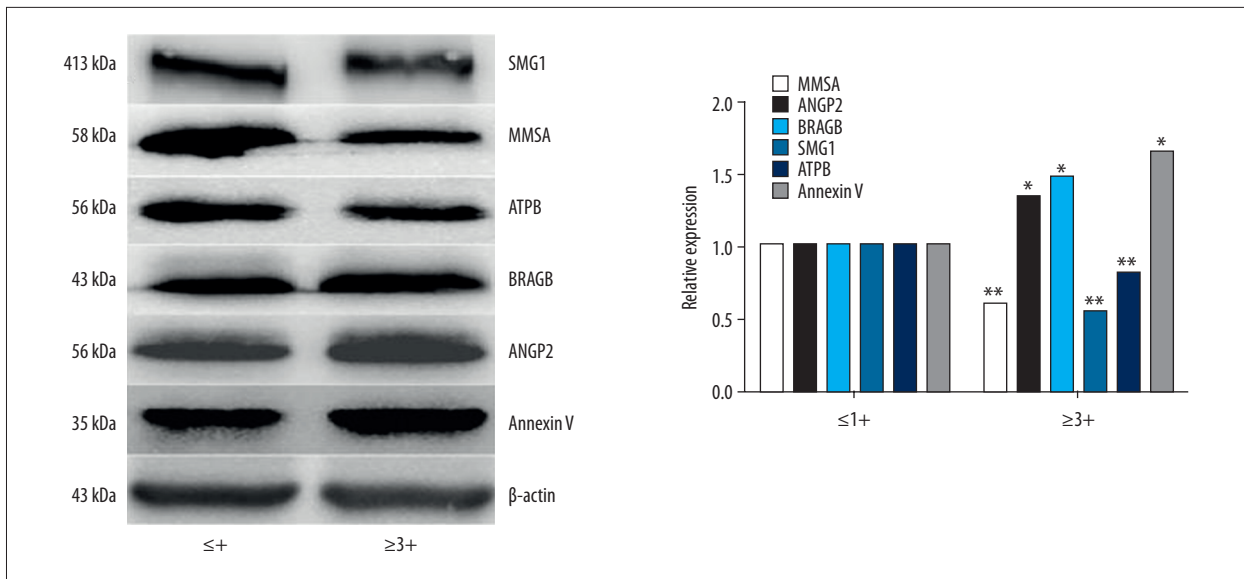 413 kDa
SMG1
58 kDa
MMSA
56 kDa
ATPB
43 kDa
BRAGB
56 kDa
ANGP2
35 kDa
Annexin V
43 kDa
β-actin
≤+
≥3+
MMSA
ANGP2
BRAGB
SMG1
ATPB
Annexin V
Relative expression
2.0
1.5
1.0
0.5
0.0
**
*
*
**
**
*
≤1+
≥3+